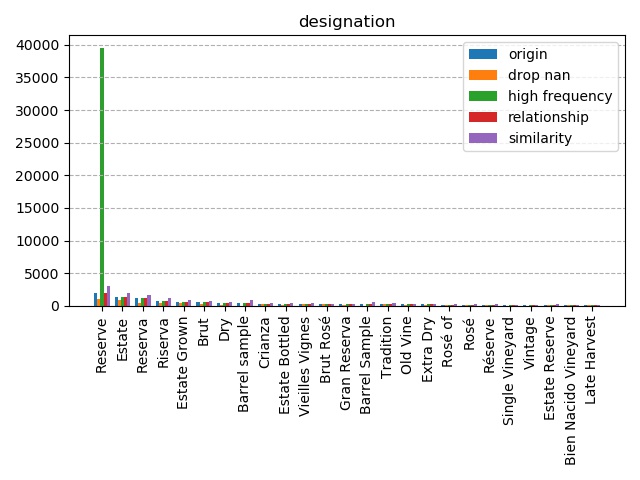 designation
40000
35000
30000
25000
20000
15000
10000
5000
0
origin
drop nan
high frequency
relationship
similarity
Reserve
Estate
Reserva
Riserva
Estate Grown
Brut
Dry
Barrel sample
Crianza
Estate Bottled
Vieilles Vignes
Brut Rosé
Gran Reserva
Barrel Sample
Tradition
Old Vine
Extra Dry
Rosé of
Rosé
Réserve
Single Vineyard
Vintage
Estate Reserve
Bien Nacido Vineyard
Late Harvest